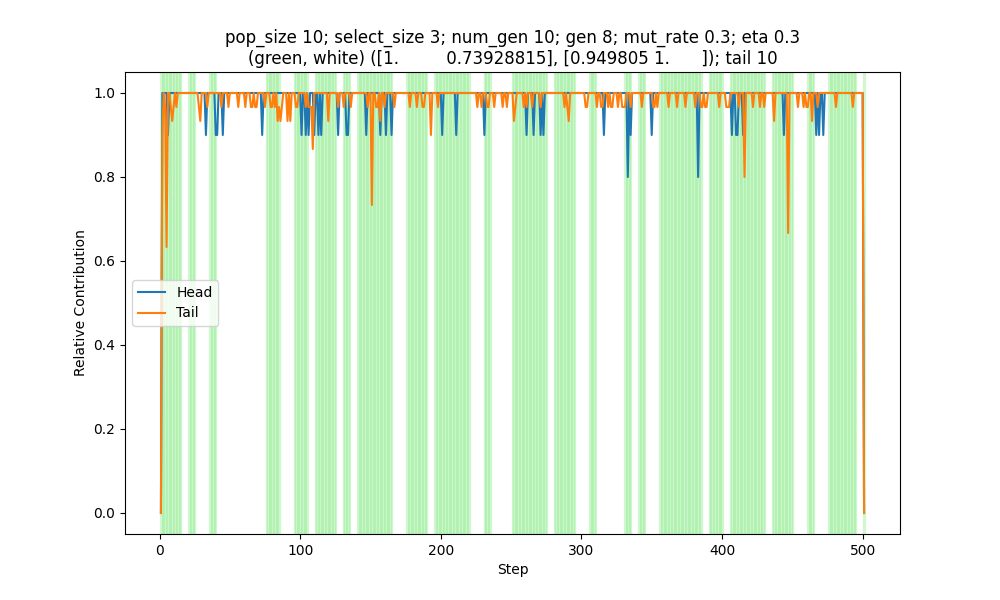 pop_size 10; select_size 3; num_gen 10; gen 8; mut_rate 0.3; eta 0.3
(green, white) ([1.          0.73928815], [0.949805 1.       ]); tail 10
1.0
0.8
0.6
0.4
0.2
0.0
Relative Contribution
Head
Tail
0
100
200
300
400
500
Step